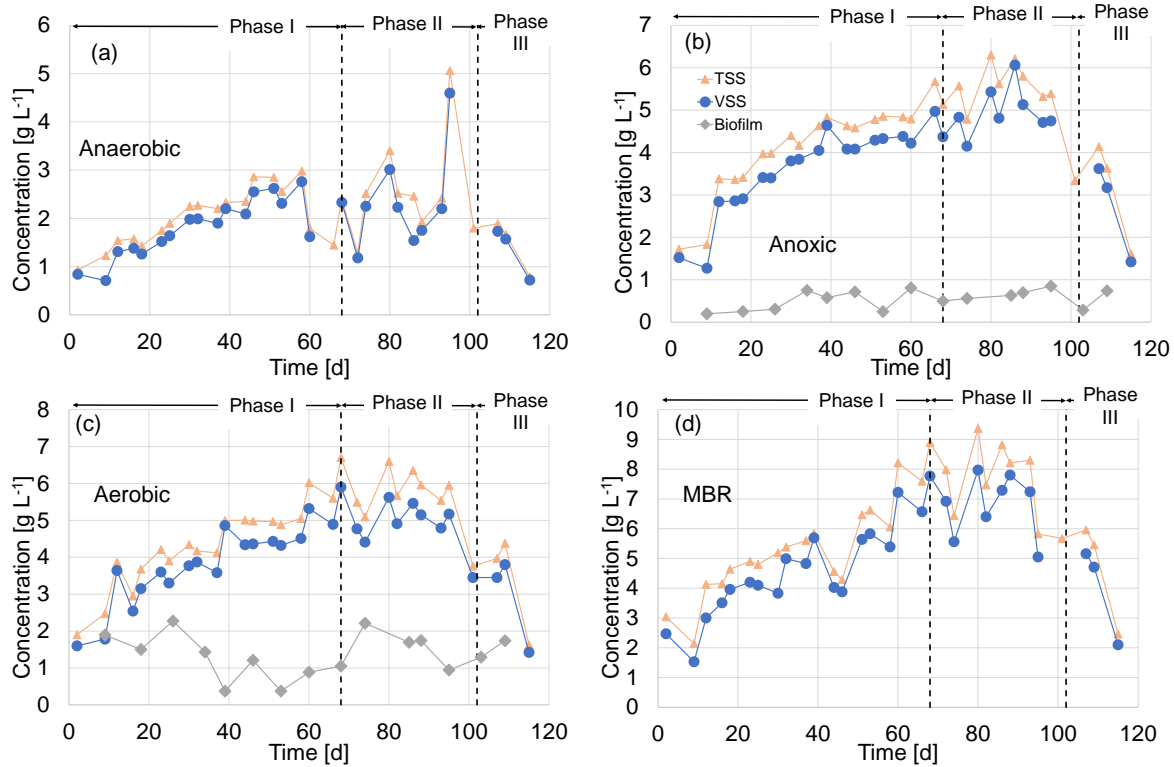 Phase I
Phase II
Phase
III
(a)
Anaerobic
Concentration [g L-1]
6
5
4
3
2
1
0
0 20 40 60 80 100 120
Time [d]
Phase I
Phase II
Phase
III
(b)
TSS
VSS
Biofilm
Anoxic
Concentration [g L-1]
7
6
5
4
3
2
1
0
0 20 40 60 80 100 120
Time [d]
Phase I
Phase II
Phase
III
(c)
Aerobic
Concentration [g L-1]
8
7
6
5
4
3
2
1
0
0 20 40 60 80 100 120
Time [d]
Phase I
Phase II
Phase
III
(d)
MBR
Concentration [g L-1]
10
9
8
7
6
5
4
3
2
1
0
0 20 40 60 80 100 120
Time [d]